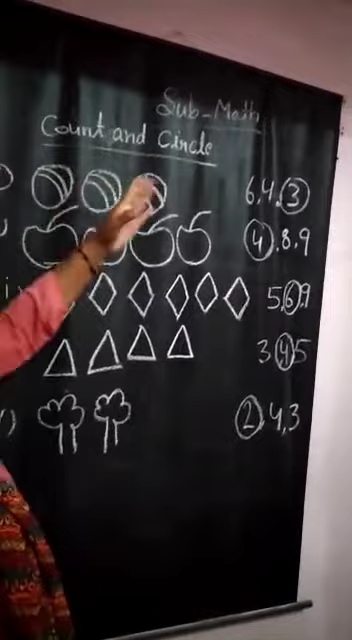 Sub-Math
Count and Circle
6,4,3
4,8,9
5,6,9
3 4 5
2,4,3